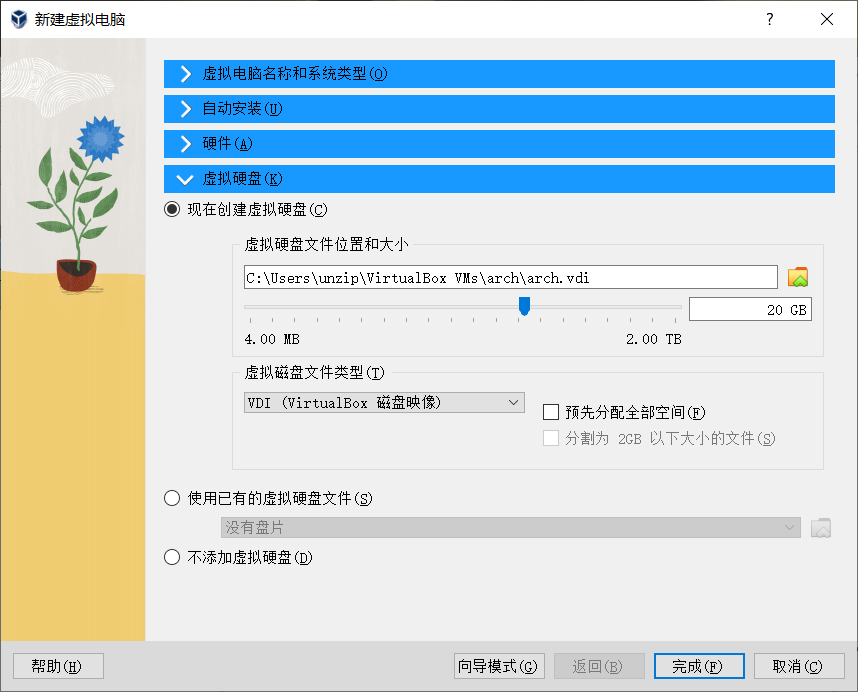 新建虚拟电脑
虚拟电脑名称和系统类型(O)
自动安装(U)
硬件(A)
虚拟硬盘(K)
现在创建虚拟硬盘(C)
虚拟硬盘文件位置和大小
C:\Users\unzip\VirtualBox VMs\arch\arch.vdi
20 GB
4.00 MB 2.00 TB
虚拟磁盘文件类型(T)
VDI (VirtualBox 磁盘映像)
预先分配全部空间(F)
分割为 2GB 以下大小的文件(S)
使用已有的虚拟硬盘文件(S)
没有盘片
不添加虚拟硬盘(D)
帮助(H) 向导模式(G) 返回(B) 完成(F) 取消(C)